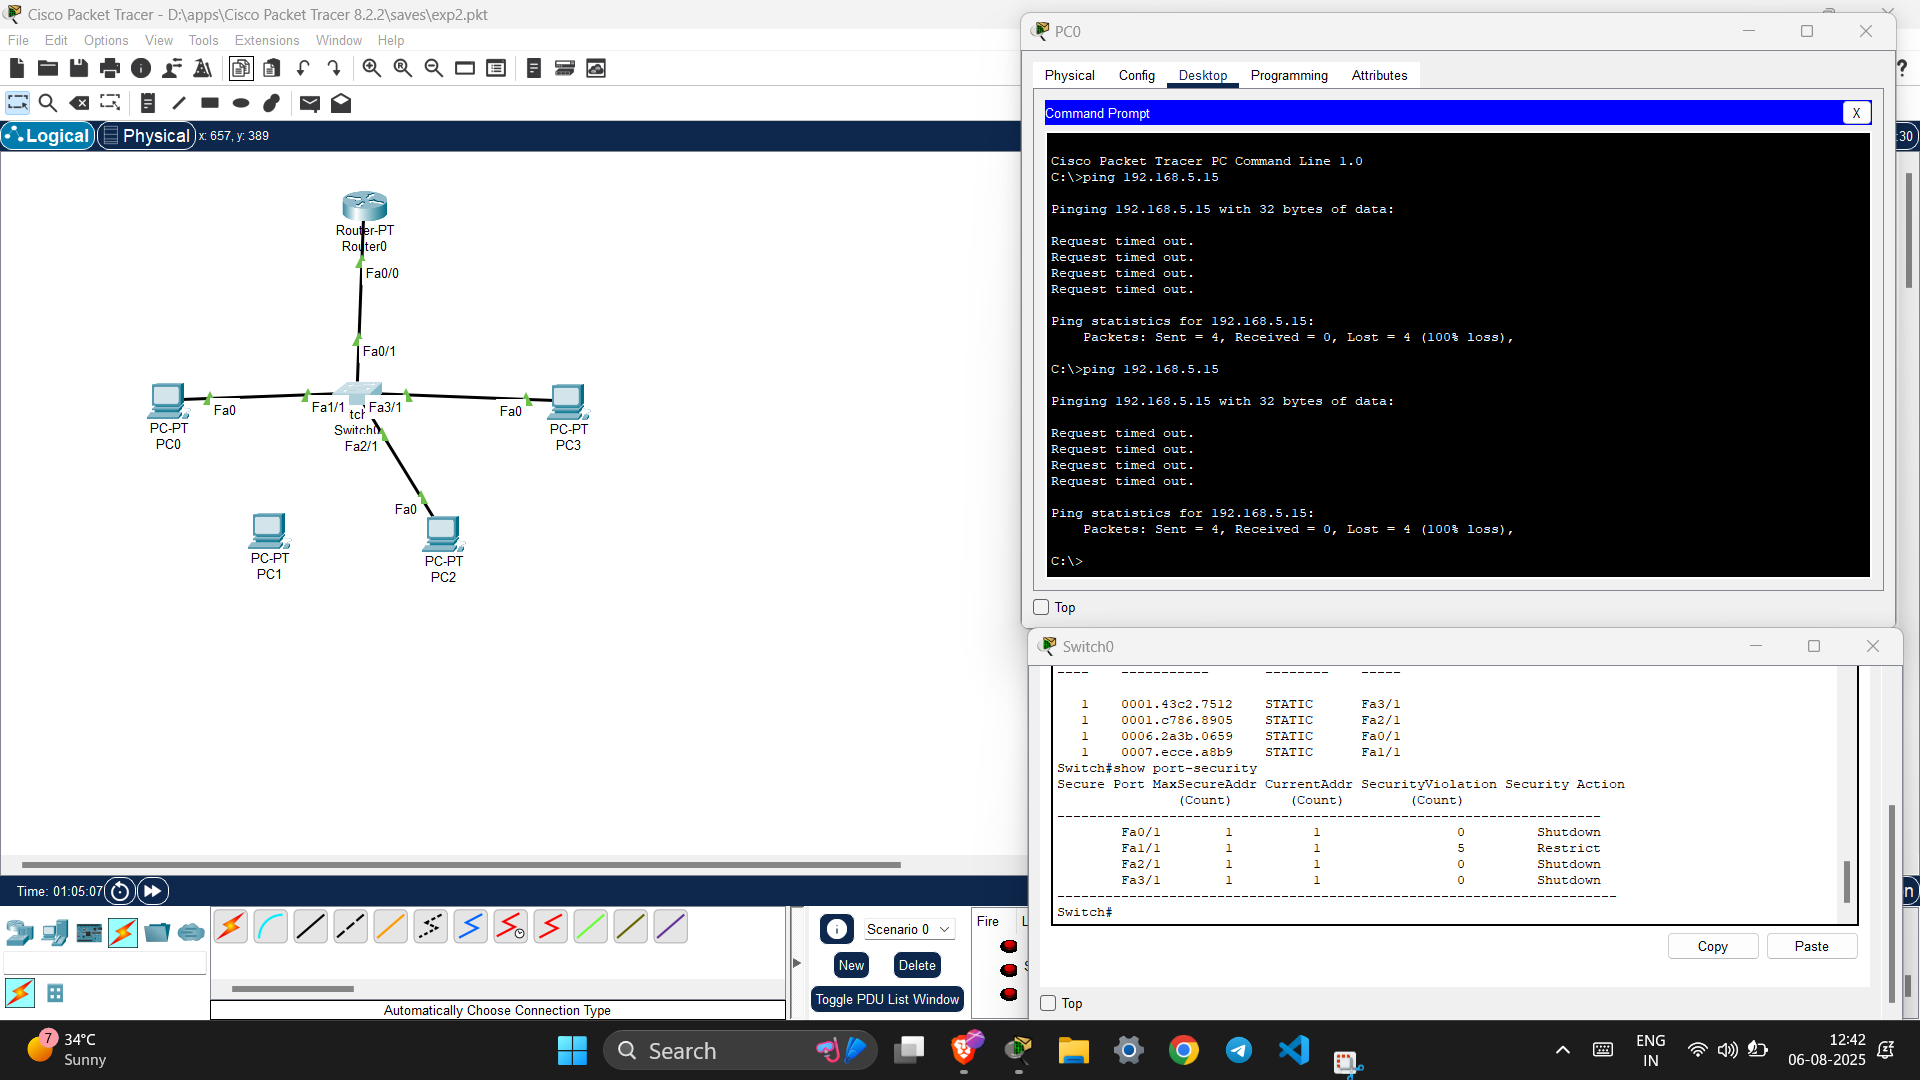 Cisco Packet Tracer - D:\apps\Cisco Packet Tracer 8.2.2\saves\exp2.pkt
File Edit Options View Tools Extensions Window Help
Logical Physical x: 657, y: 389
:30
Router-PT
Router0
Fa0/0
Fa0/1
Fa1/1 Fa3/1
Fa0
Fa0
PC-PT
PC0
tch
Switch0
Fa2/1
PC-PT
PC3
Fa0
PC-PT
PC1
PC-PT
PC2
Time: 01:05:07
Scenario 0
New Delete
Toggle PDU List Window
Fire
Automatically Choose Connection Type
PC0
Physical Config Desktop Programming Attributes
Command Prompt X
Cisco Packet Tracer PC Command Line 1.0
C:\>ping 192.168.5.15
Pinging 192.168.5.15 with 32 bytes of data:
Request timed out.
Request timed out.
Request timed out.
Request timed out.
Ping statistics for 192.168.5.15:
Packets: Sent = 4, Received = 0, Lost = 4 (100% loss),
C:\>ping 192.168.5.15
Pinging 192.168.5.15 with 32 bytes of data:
Request timed out.
Request timed out.
Request timed out.
Request timed out.
Ping statistics for 192.168.5.15:
Packets: Sent = 4, Received = 0, Lost = 4 (100% loss),
C:\>
Top
Switch0
---- ----------- -------- -----
1 0001.43c2.7512 STATIC Fa3/1
1 0001.c786.8905 STATIC Fa2/1
1 0006.2a3b.0659 STATIC Fa0/1
1 0007.ecce.a8b9 STATIC Fa1/1
Switch#show port-security
Secure Port MaxSecureAddr CurrentAddr SecurityViolation Security Action
(Count) (Count) (Count)
--------------------------------------------------------------------
Fa0/1 1 1 0 Shutdown
Fa1/1 1 1 5 Restrict
Fa2/1 1 1 0 Shutdown
Fa3/1 1 1 0 Shutdown
----------------------------------------------------------------------
Switch#
Copy Paste
Top
7 34°C
Sunny
Search
ENG
IN
12:42
06-08-2025